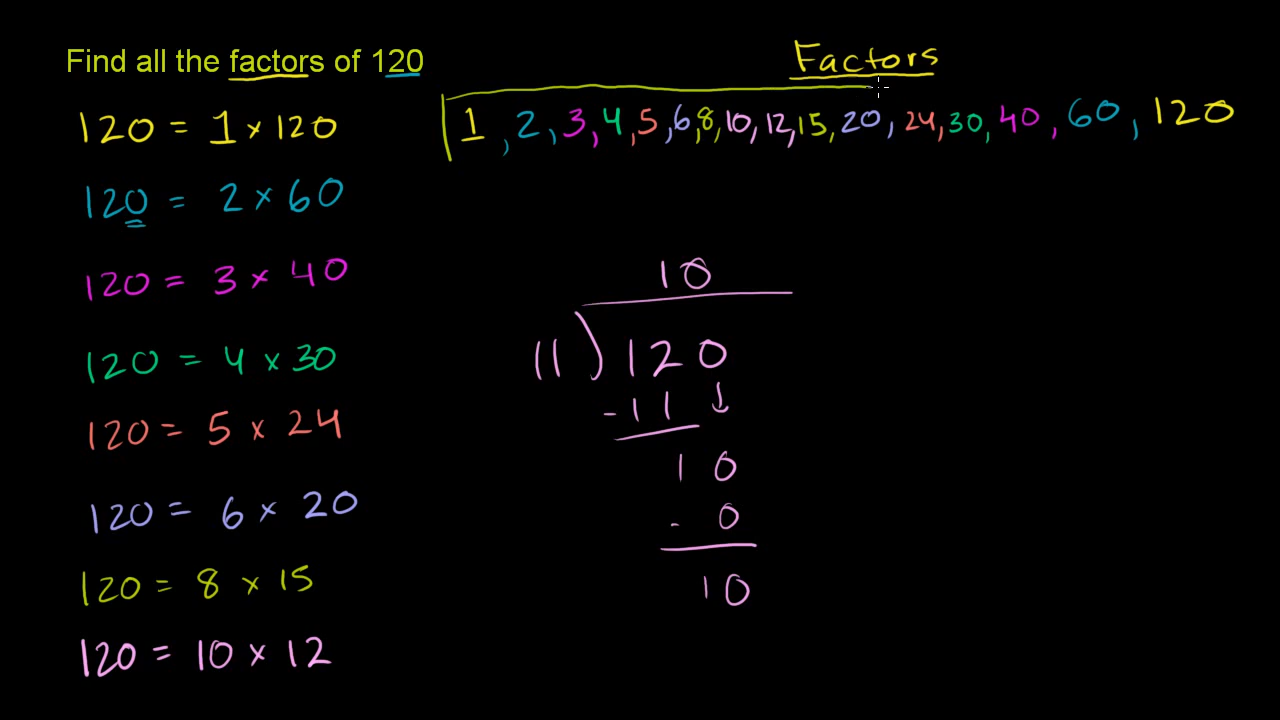 Find all the factors of 120
Factors
1, 2, 3, 4, 5, 6, 8, 10, 12, 15, 20, 24, 30, 40, 60, 120
120 = 1 × 120
120 = 2 × 60
120 = 3 × 40
120 = 4 × 30
120 = 5 × 24
120 = 6 × 20
120 = 8 × 15
120 = 10 × 12
10
11 ) 120
- 11 ↓
10
- 0
10